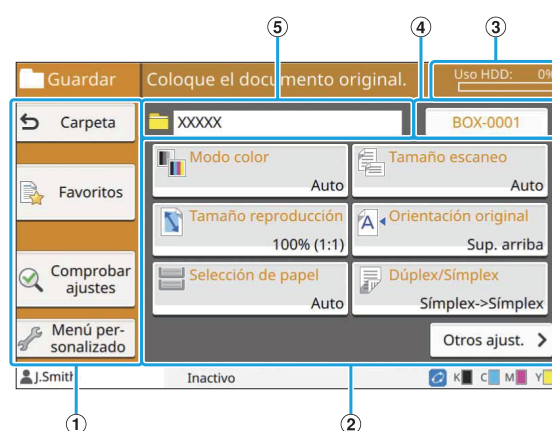 ⑤ ④ ③
Guardar
Coloque el documento original.
Uso HDD: 0%
Carpeta
XXXXX
BOX-0001
Favoritos
Comprobar
ajustes
Menú per-
sonalizado
Modo color
Auto
Tamaño escaneo
Auto
Tamaño reproducción
100% (1:1)
Orientación original
Sup. arriba
Selección de papel
Auto
Dúplex/Símplex
Símplex->Símplex
Otros ajust.
J.Smith
Inactivo
K C M Y
① ②